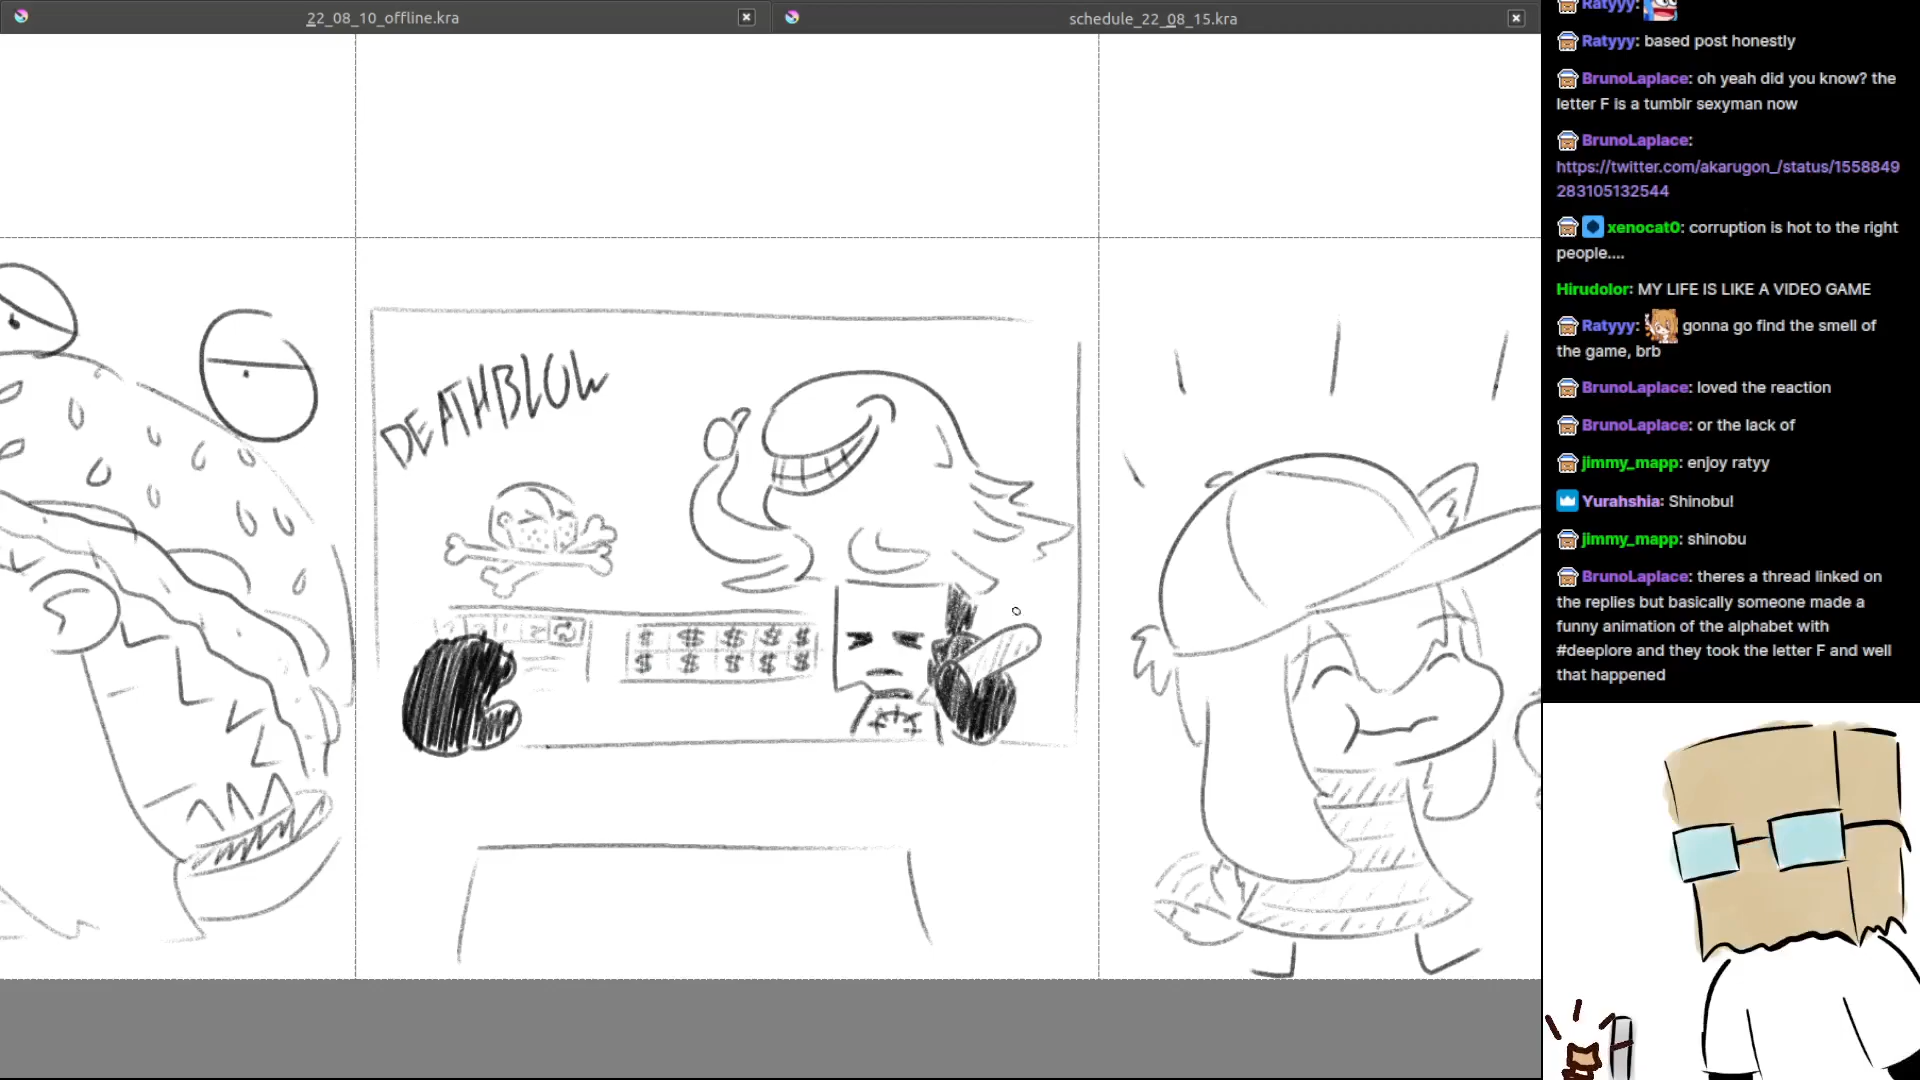 22_08_10_offline.kra
schedule_22_08_15.kra
DEATHBLOW
$ $ $ $ $
$ $ $ $ $
Ratyyy:
Ratyyy: based post honestly
BrunoLaplace: oh yeah did you know? the
letter F is a tumblr sexyman now
BrunoLaplace:
https://twitter.com/akarugon_/status/1558849
283105132544
xenocat0: corruption is hot to the right
people....
Hirudolor: MY LIFE IS LIKE A VIDEO GAME
Ratyyy: gonna go find the smell of
the game, brb
BrunoLaplace: loved the reaction
BrunoLaplace: or the lack of
jimmy_mapp: enjoy ratyy
Yurahshia: Shinobu!
jimmy_mapp: shinobu
BrunoLaplace: theres a thread linked on
the replies but basically someone made a
funny animation of the alphabet with
#deeplore and they took the letter F and well
that happened